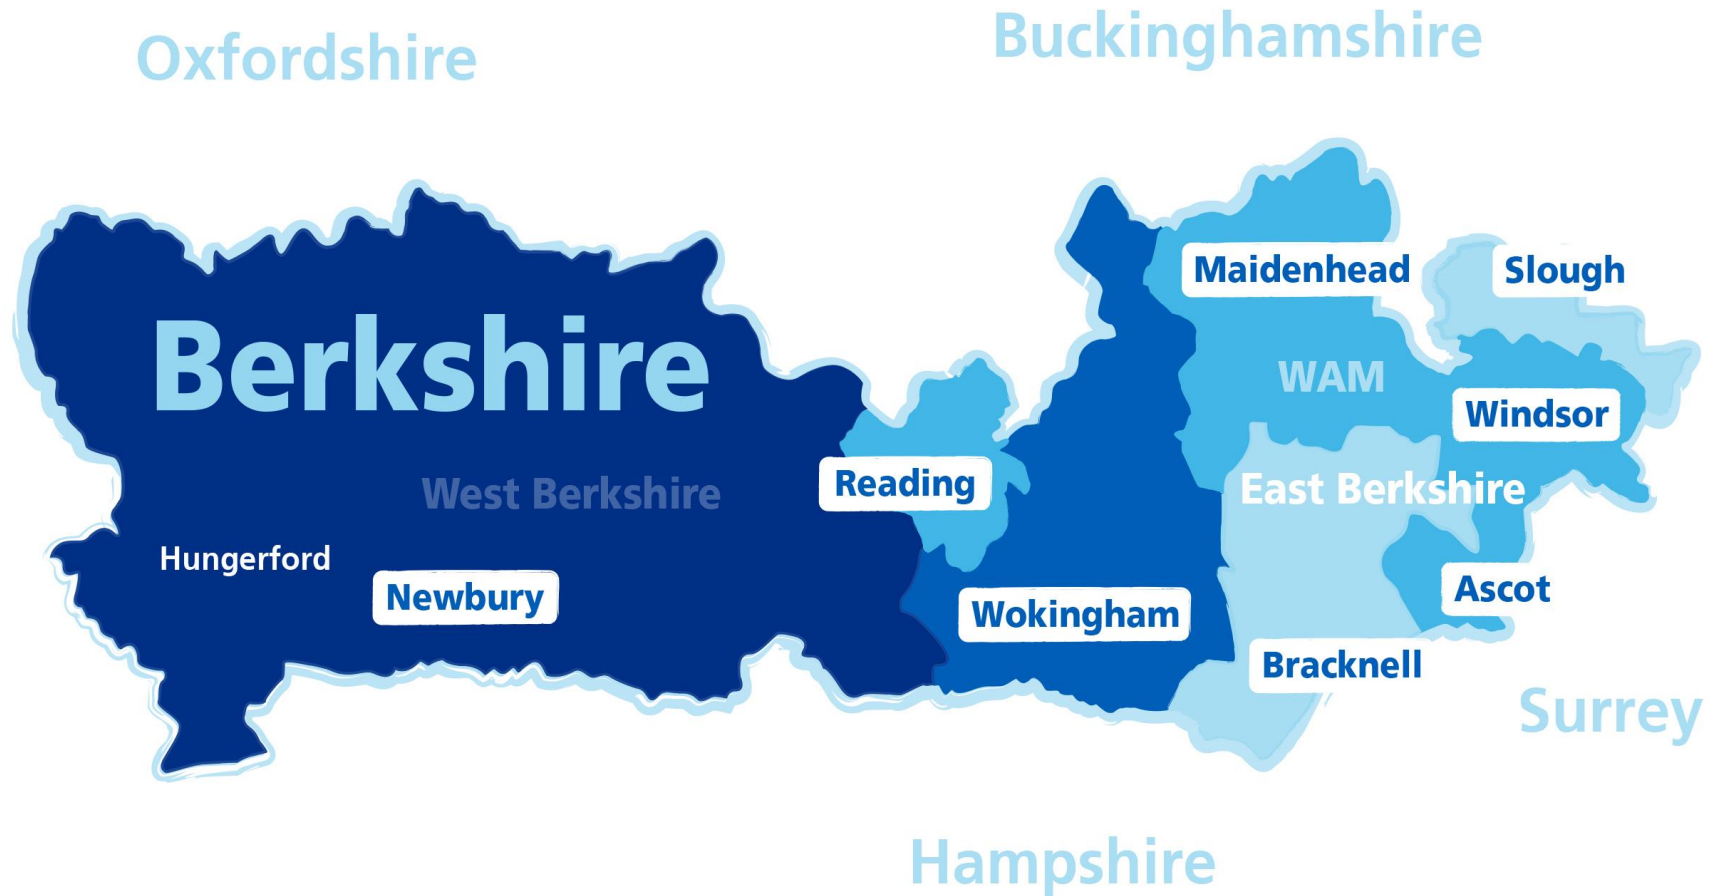 Oxfordshire
Buckinghamshire
Maidenhead
Slough
Berkshire
WAM
Windsor
West Berkshire
Reading
East Berkshire
Hungerford
Newbury
Wokingham
Ascot
Bracknell
Surrey
Hampshire